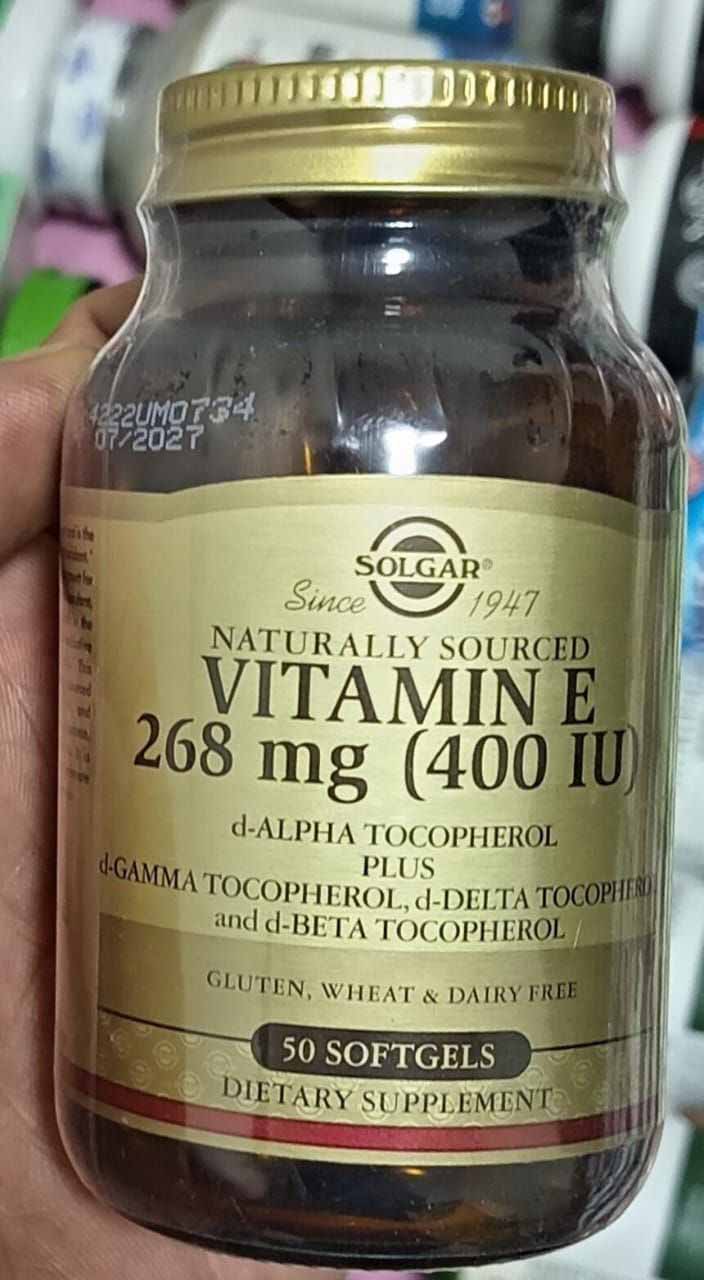 4222UM0734
07/2027
SOLGAR®
Since 1947
NATURALLY SOURCED
VITAMIN E
268 mg (400 IU)
d-ALPHA TOCOPHEROL
PLUS
d-GAMMA TOCOPHEROL, d-DELTA TOCOPHERO
and d-BETA TOCOPHEROL
GLUTEN, WHEAT & DAIRY FREE
50 SOFTGELS
DIETARY SUPPLEMENT